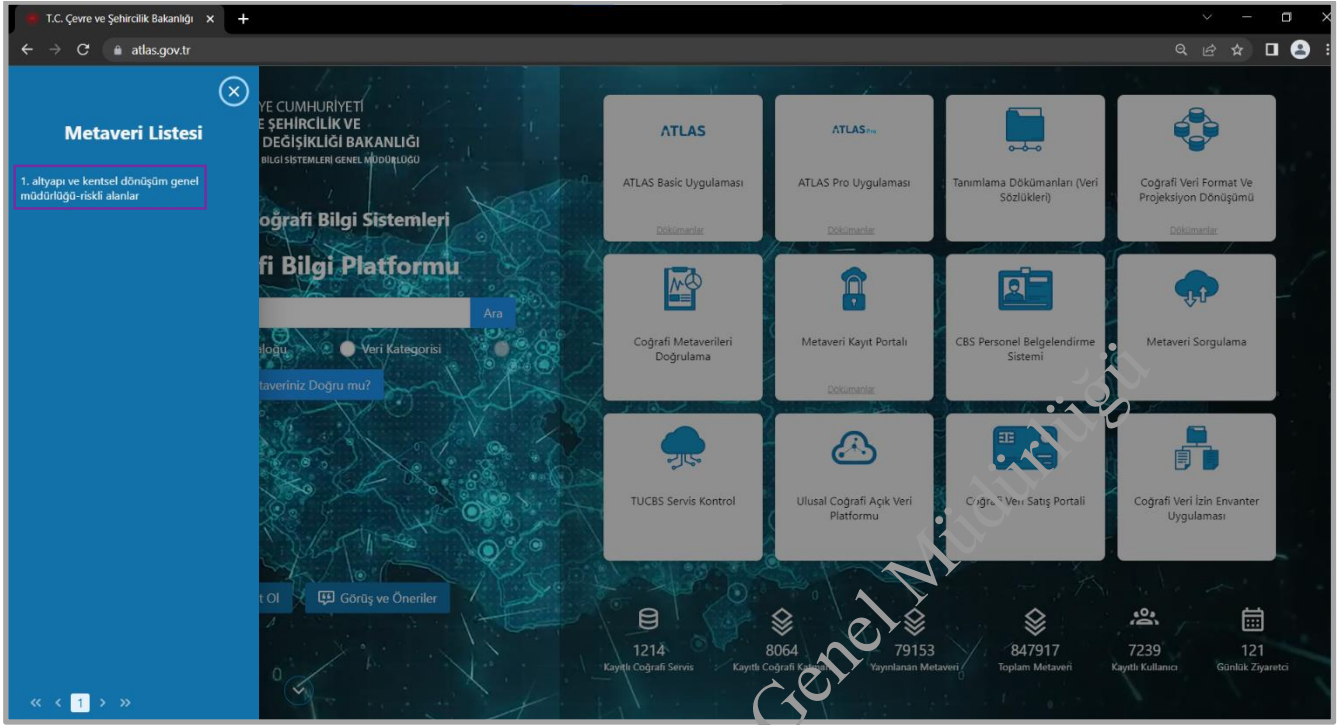 T.C. Çevre ve Şehircilik Bakanlığı
atlas.gov.tr
Metaveri Listesi
1. altyapı ve kentsel dönüşüm genel
müdürlüğü-riskli alanlar
1
YE CUMHURİYETİ
E ŞEHİRCİLİK VE
DEĞİŞİKLİĞİ BAKANLIĞI
BİLGİ SİSTEMLERİ GENEL MÜDÜRLÜĞÜ
oğrafi Bilgi Sistemleri
fi Bilgi Platformu
Ara
eloğu
Veri Kategorisi
taveriniz Doğru mu?
t Ol
Görüş ve Öneriler
ATLAS
ATLAS Basic Uygulaması
Dökümanlar
ATLAS Pro
ATLAS Pro Uygulaması
Dökümanlar
Tanımlama Dökümanları (Veri
Sözlükleri)
Coğrafi Veri Format Ve
Projeksiyon Dönüşümü
Dökümanlar
Coğrafi Metaverileri
Doğrulama
Metaveri Kayıt Portalı
Dökümanlar
CBS Personel Belgelendirme
Sistemi
Metaveri Sorgulama
TUCBS Servis Kontrol
Ulusal Coğrafi Açık Veri
Platformu
Coğrafi Veri Satış Portali
Coğrafi Veri İzin Envanter
Uygulaması
1214
Kayıtlı Coğrafi Servis
8064
Kayıtlı Coğrafi Katman
79153
Yayınlanan Metaveri
847917
Toplam Metaveri
7239
Kayıtlı Kullanıcı
121
Günlük Ziyaretci
Genel Müdürlüğü